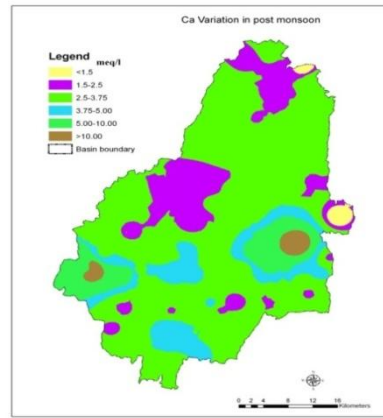 Ca Variation in post monsoon
Legend meq/l
<1.5
1.5-2.5
2.5-3.75
3.75-5.00
5.00-10.00
>10.00
Basin boundary
0 2 4 8 12 16
Kilometers